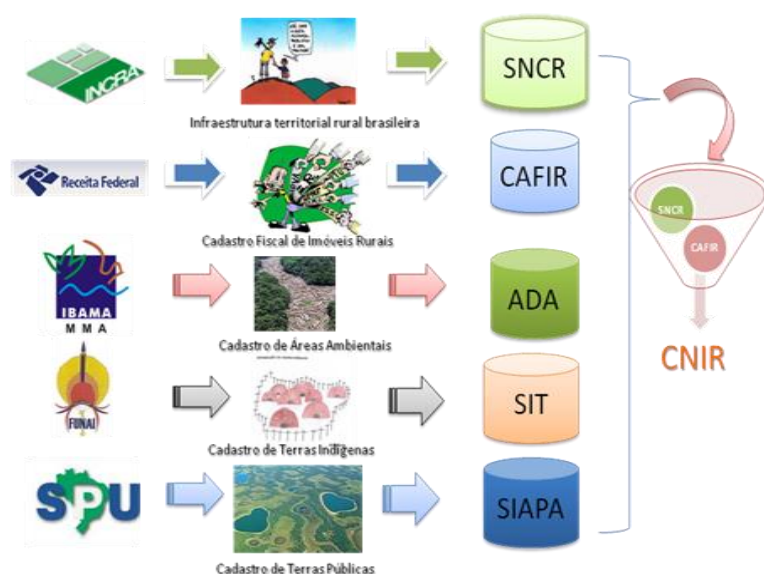 INCRA
SNCR
Infraestrutura territorial rural brasileira
Receita Federal
CAFIR
Cadastro Fiscal de Imóveis Rurais
SNCR
CAFIR
CNIR
IBAMA
M M A
ADA
Cadastro de Áreas Ambientais
FUNAI
SIT
Cadastro de Terras Indígenas
SPU
SIAPA
Cadastro de Terras Públicas